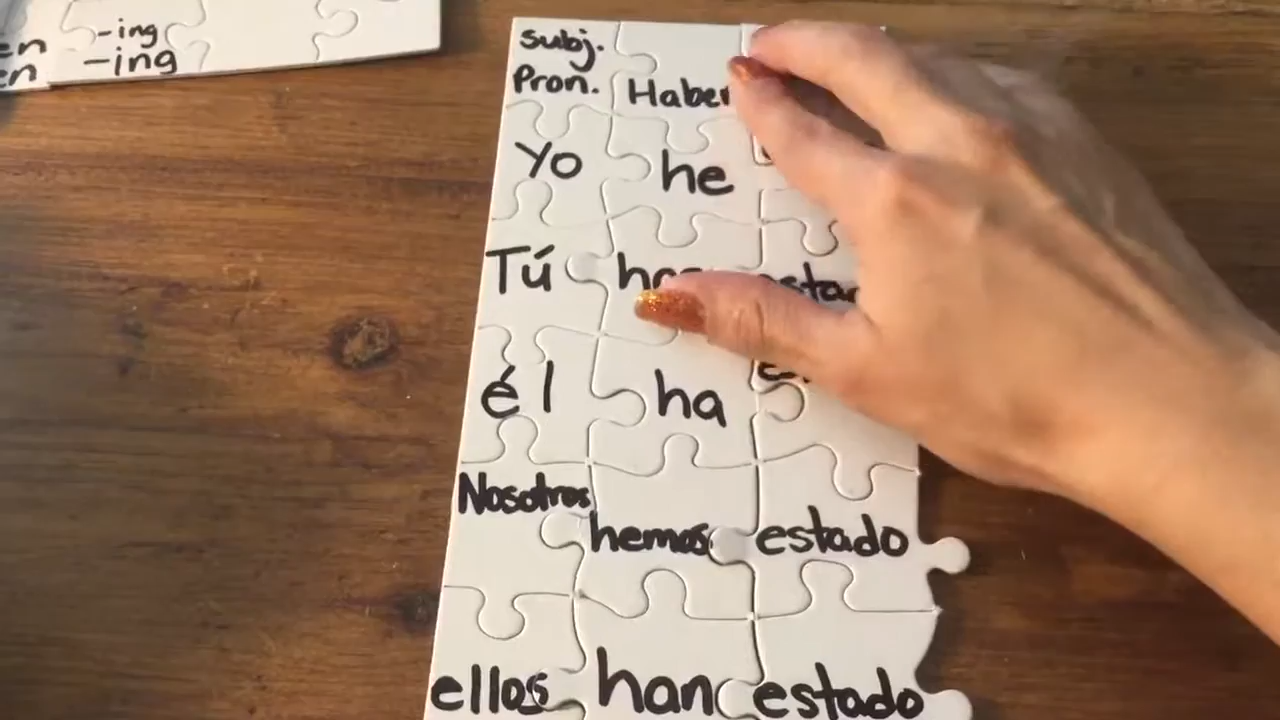 -ing
-ing
subj.
Pron. Haber
Yo he
Tú
él ha
Nosotros
hemos estado
ellos han estado